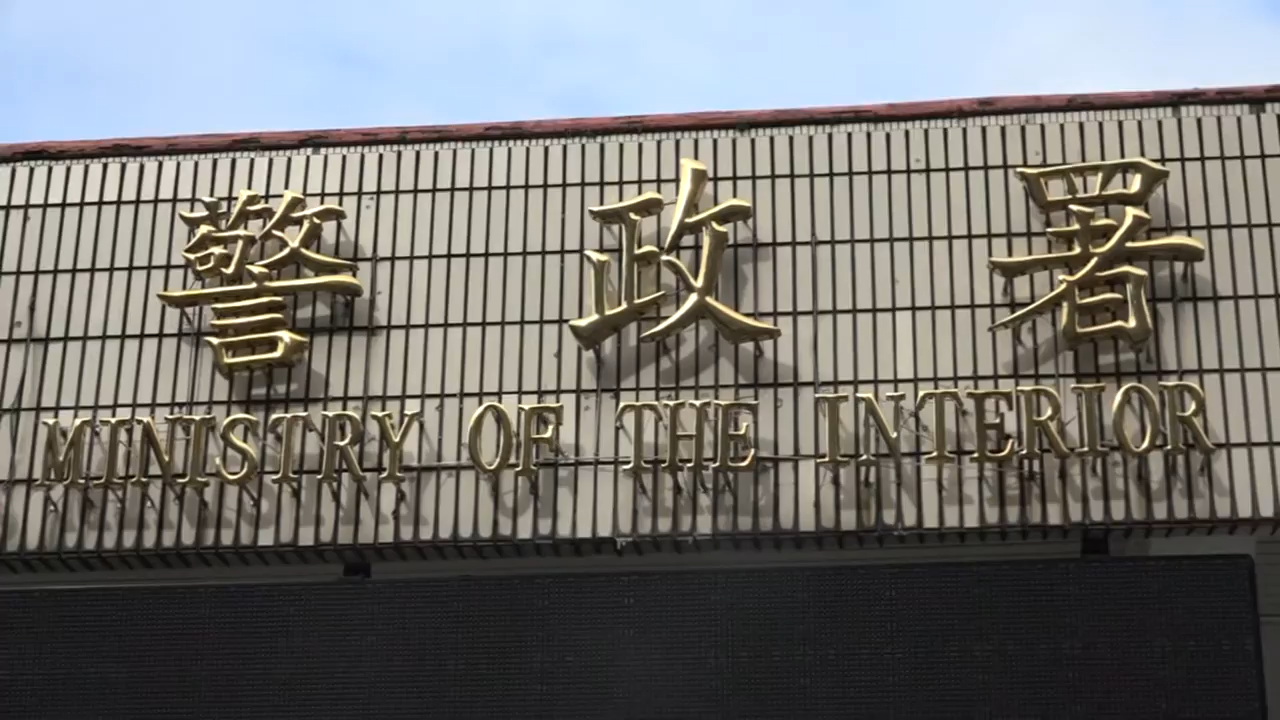 警政署
MINISTRY OF THE INTERIOR